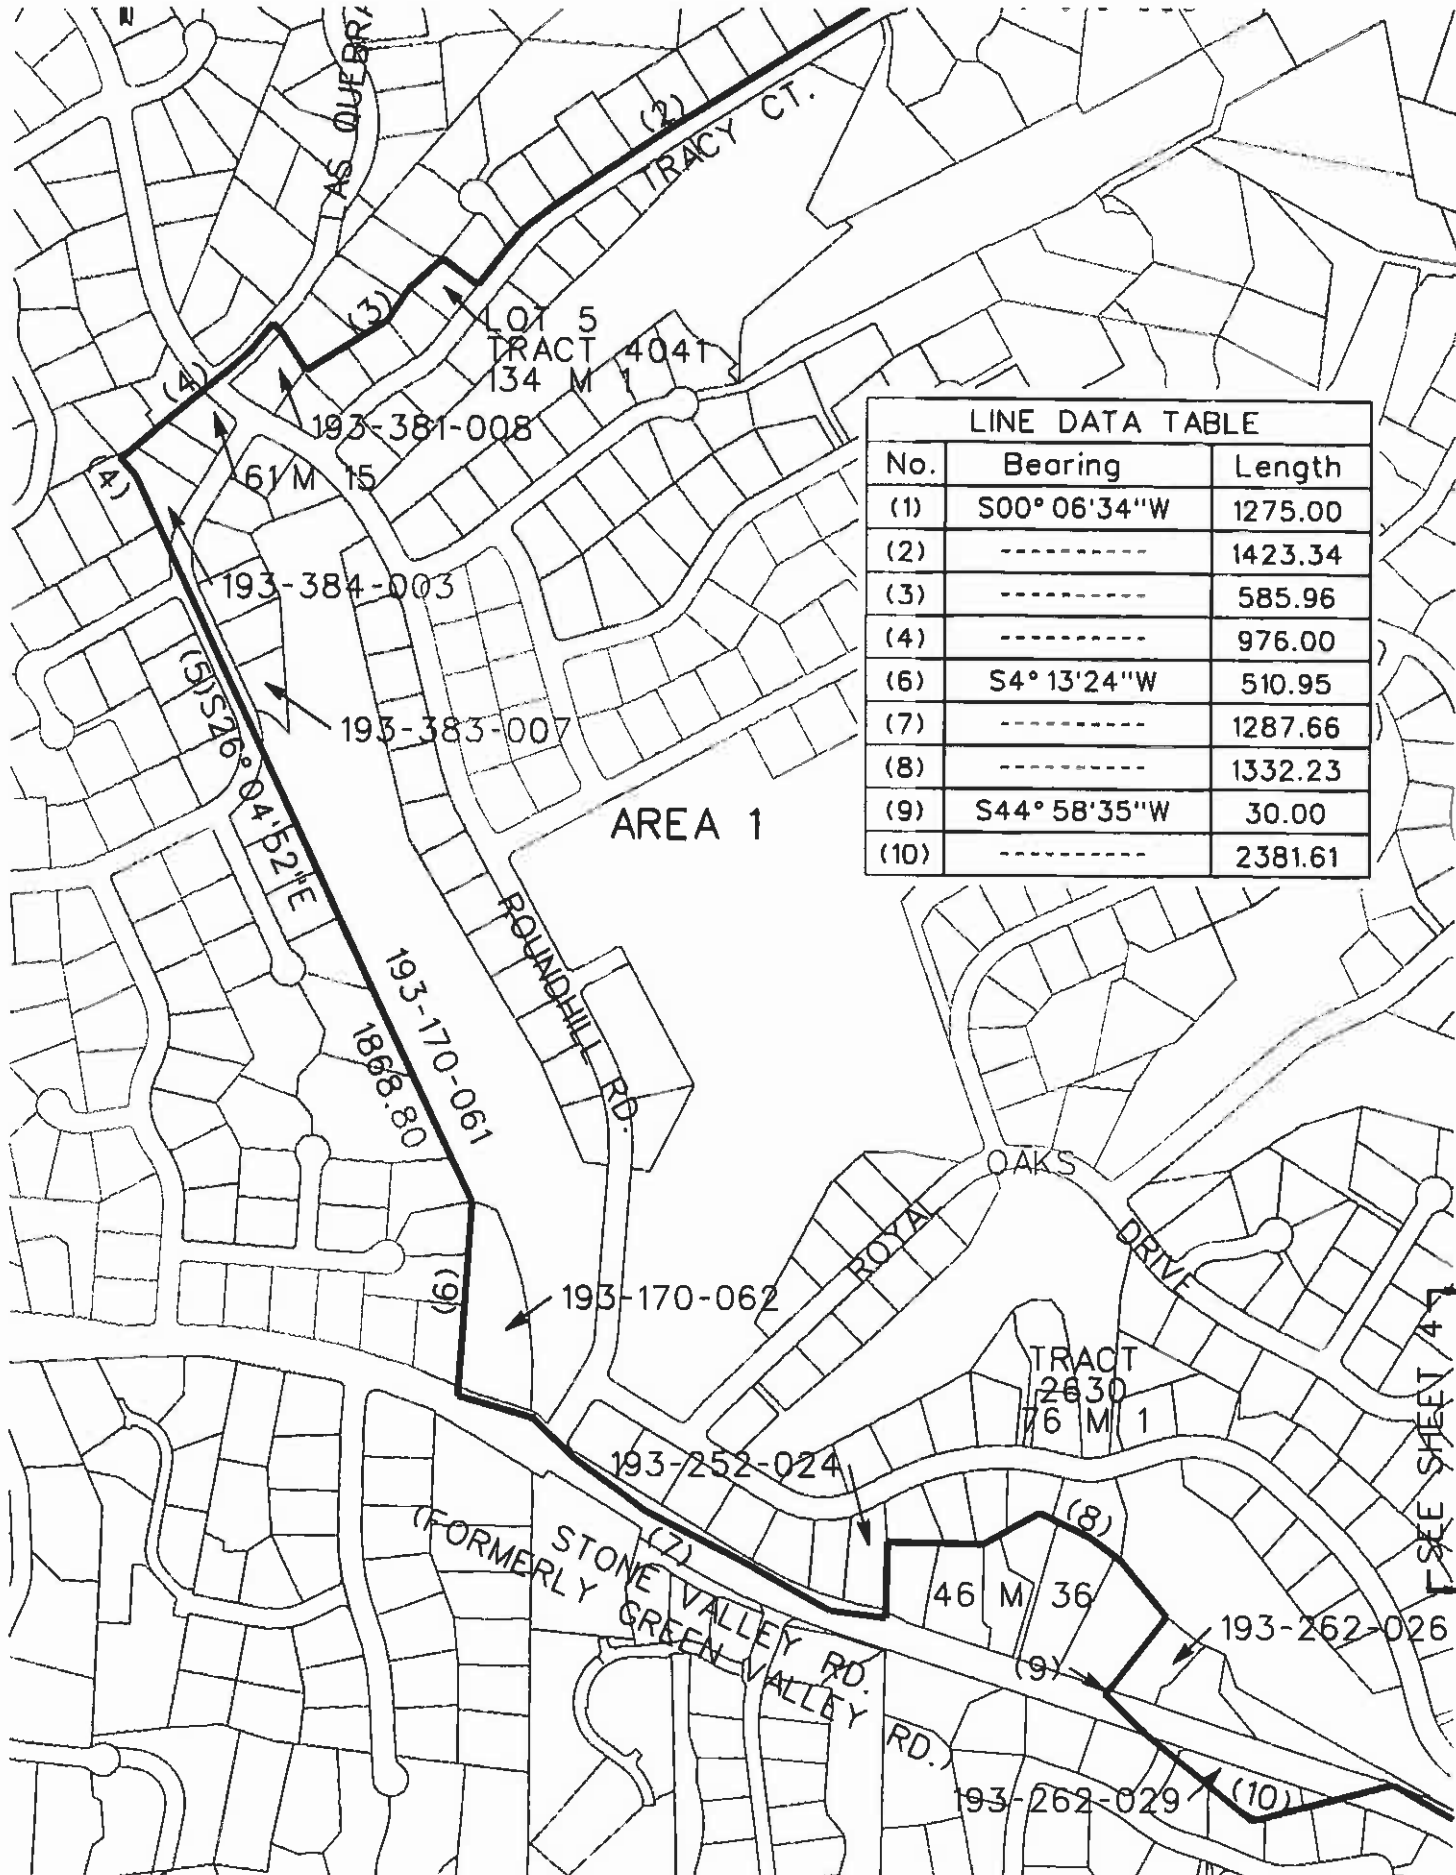 LAS QUEBRA
(2)
TRACY CT.
(3)
LOT 5
TRACT 4041
134 M 1
(4)
193-381-008
(4)
61 M 15
193-384-003
(5) S26° 04'52"E
193-383-007
AREA 1
LINE DATA TABLE
No. Bearing Length
(1) S00° 06'34"W 1275.00
(2) ---------- 1423.34
(3) ---------- 585.96
(4) ---------- 976.00
(6) S4° 13'24"W 510.95
(7) ---------- 1287.66
(8) ---------- 1332.23
(9) S44° 58'35"W 30.00
(10) ---------- 2381.61
ROUNDHILL RD.
193-170-061
1868.80
ROYAL OAKS DRIVE
(6)
193-170-062
TRACT
2630
76 M 1
SEE SHEET 4
193-252-024
(7)
STONE VALLEY RD.
(FORMERLY GREEN VALLEY RD.)
(8)
46 M 36
193-262-026
(9)
193-262-029
(10)